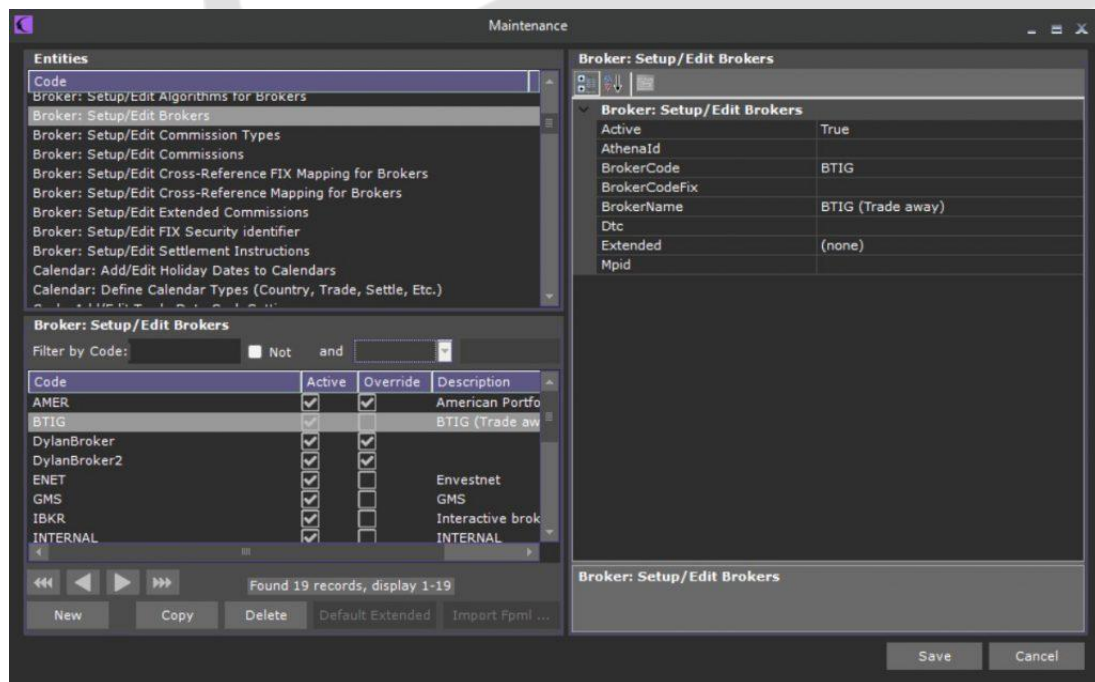 Maintenance
Entities
Code
Broker: Setup/Edit Algorithms for Brokers
Broker: Setup/Edit Brokers
Broker: Setup/Edit Commission Types
Broker: Setup/Edit Commissions
Broker: Setup/Edit Cross-Reference FIX Mapping for Brokers
Broker: Setup/Edit Cross-Reference Mapping for Brokers
Broker: Setup/Edit Extended Commissions
Broker: Setup/Edit FIX Security identifier
Broker: Setup/Edit Settlement Instructions
Calendar: Add/Edit Holiday Dates to Calendars
Calendar: Define Calendar Types (Country, Trade, Settle, Etc.)
Broker: Setup/Edit Brokers
Filter by Code: Not and
Code Active Override Description
AMER American Portfo
BTIG BTIG (Trade aw
DylanBroker
DylanBroker2
ENET Envestnet
GMS GMS
IBKR Interactive brok
INTERNAL INTERNAL
Found 19 records, display 1-19
New Copy Delete Default Extended Import Fpml ...
Broker: Setup/Edit Brokers
Broker: Setup/Edit Brokers
Active True
AthenaId
BrokerCode BTIG
BrokerCodeFix
BrokerName BTIG (Trade away)
Dtc
Extended (none)
Mpid
Broker: Setup/Edit Brokers
Save Cancel